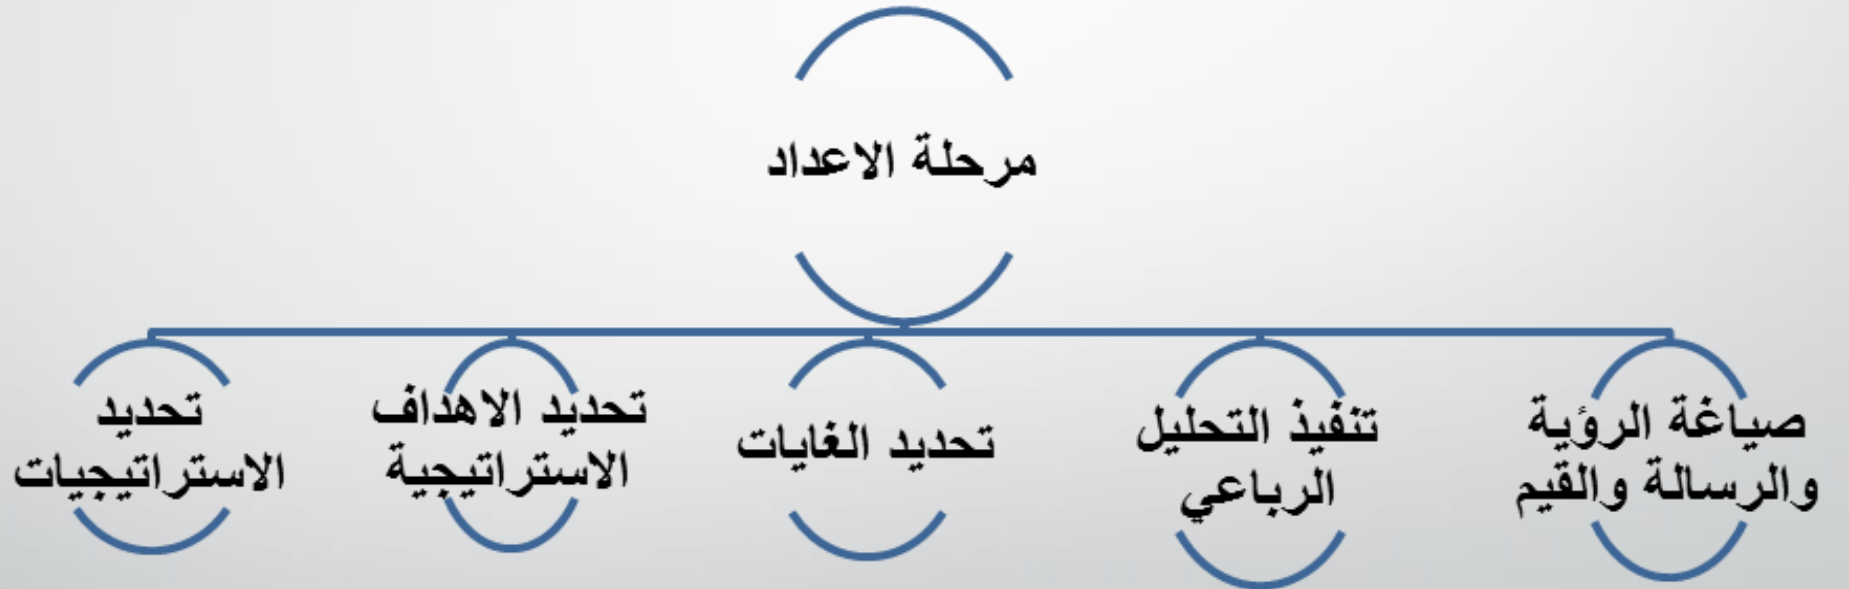 مرحلة الاعداد
صياغة الرؤية
والرسالة والقيم
تنفيذ التحليل
الرباعي
تحديد الغايات
تحديد الاهداف
الاستراتيجية
تحديد
الاستراتيجيات